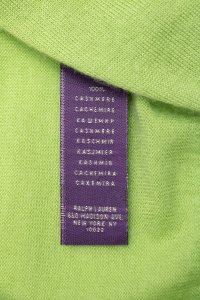 100%
CASHMERE
CACHEMIRE
КАШЕМИР
CASHMERE
KASCHMIR
KASJMIER
KASHMIR
CACHEMIRA
CAXEMIRA
RALPH LAUREN
650 MADISON AVE
NEW YORK NY
10022